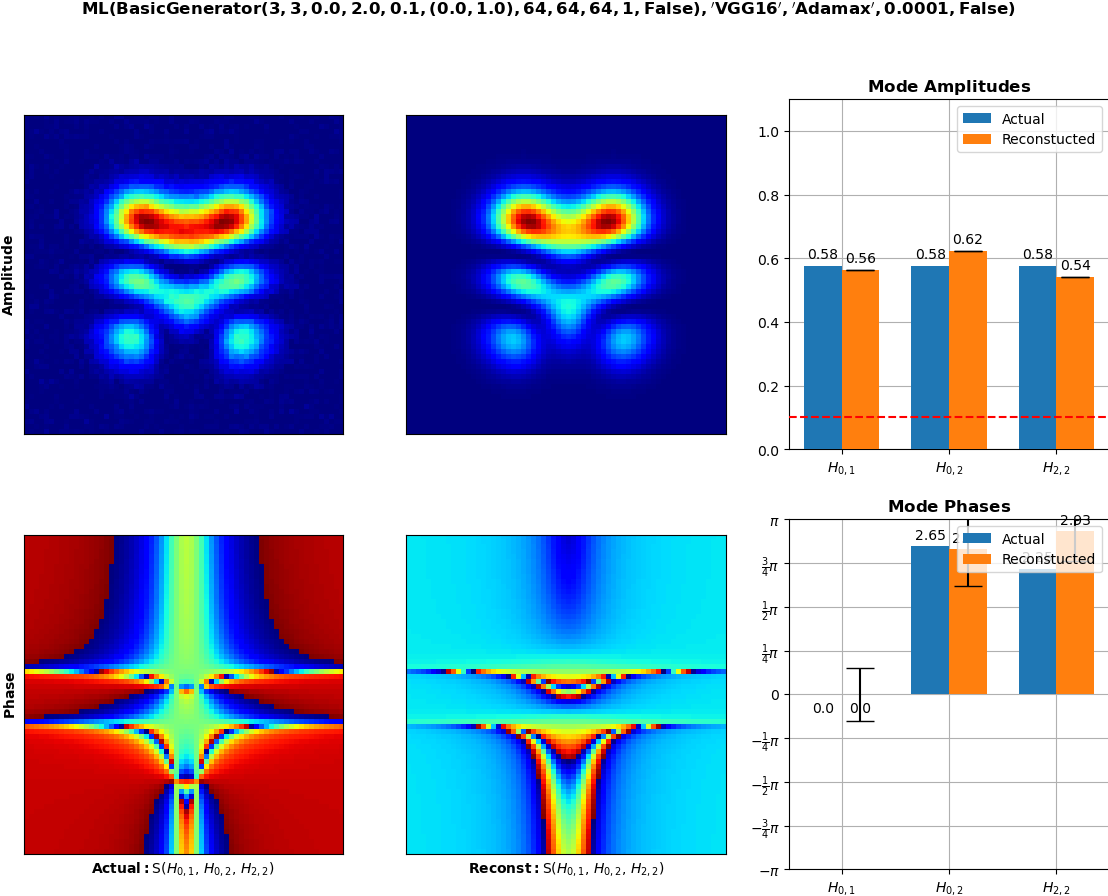 ML(BasicGenerator(3, 3, 0.0, 2.0, 0.1, (0.0, 1.0), 64, 64, 64, 1, False), 'VGG16', 'Adamax', 0.0001, False)
Mode Amplitudes
Actual
Reconstucted
1.0
0.8
0.6
0.4
0.2
0.0
0.58 0.56 0.58 0.62 0.58 0.54
H0,1 H0,2 H2,2
Amplitude
Mode Phases
Actual
Reconstucted
π
3/4π
1/2π
1/4π
0
−1/4π
−1/2π
−3/4π
−π
0.0 0.0 2.65 2.93
H0,1 H0,2 H2,2
Phase
Actual: S(H0,1, H0,2, H2,2)
Reconst: S(H0,1, H0,2, H2,2)